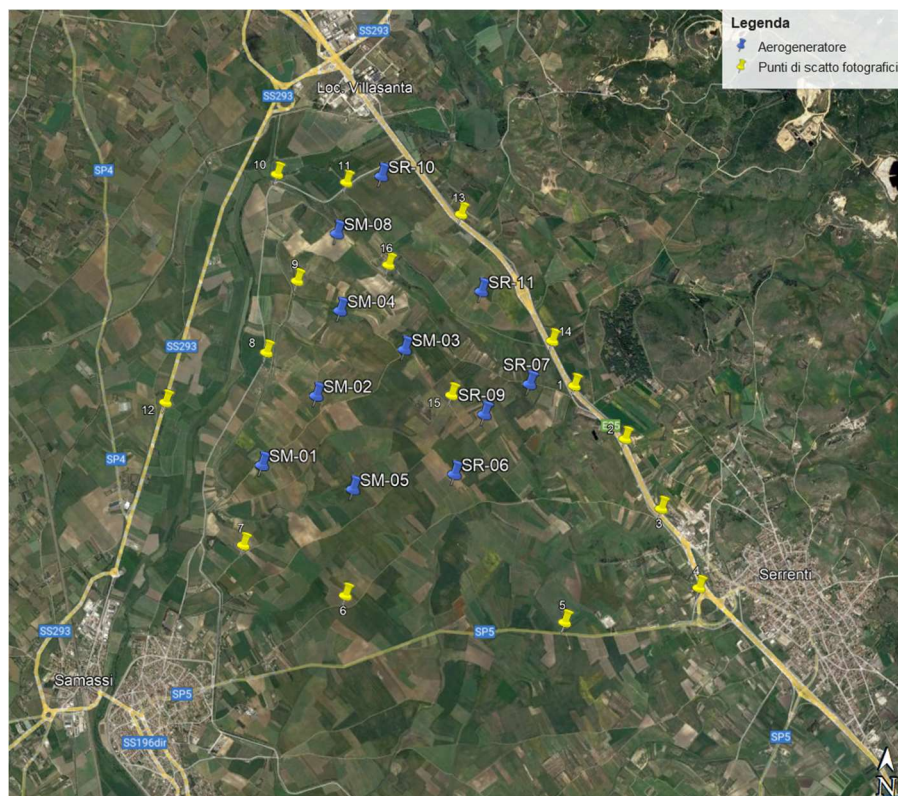 Legenda
Aerogeneratore
Punti di scatto fotografici
SS293
SS293
Loc. Villasanta
SP4
10
11
SR-10
13
SM-08
16
9
SR-11
SM-04
14
SS293
8
SM-03
SR-07
1
SM-02
15
SR-09
12
2
SP4
SM-01
SR-06
SM-05
3
7
4
Serrenti
6
5
SS293
SP5
Samassi
SP5
SS196dir
SP5
N